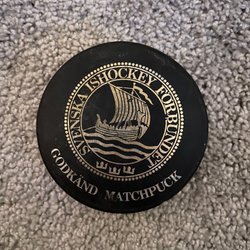 SVENSKA ISHOCKEY FÖRBUNDET
GODKÄND MATCHPUCK